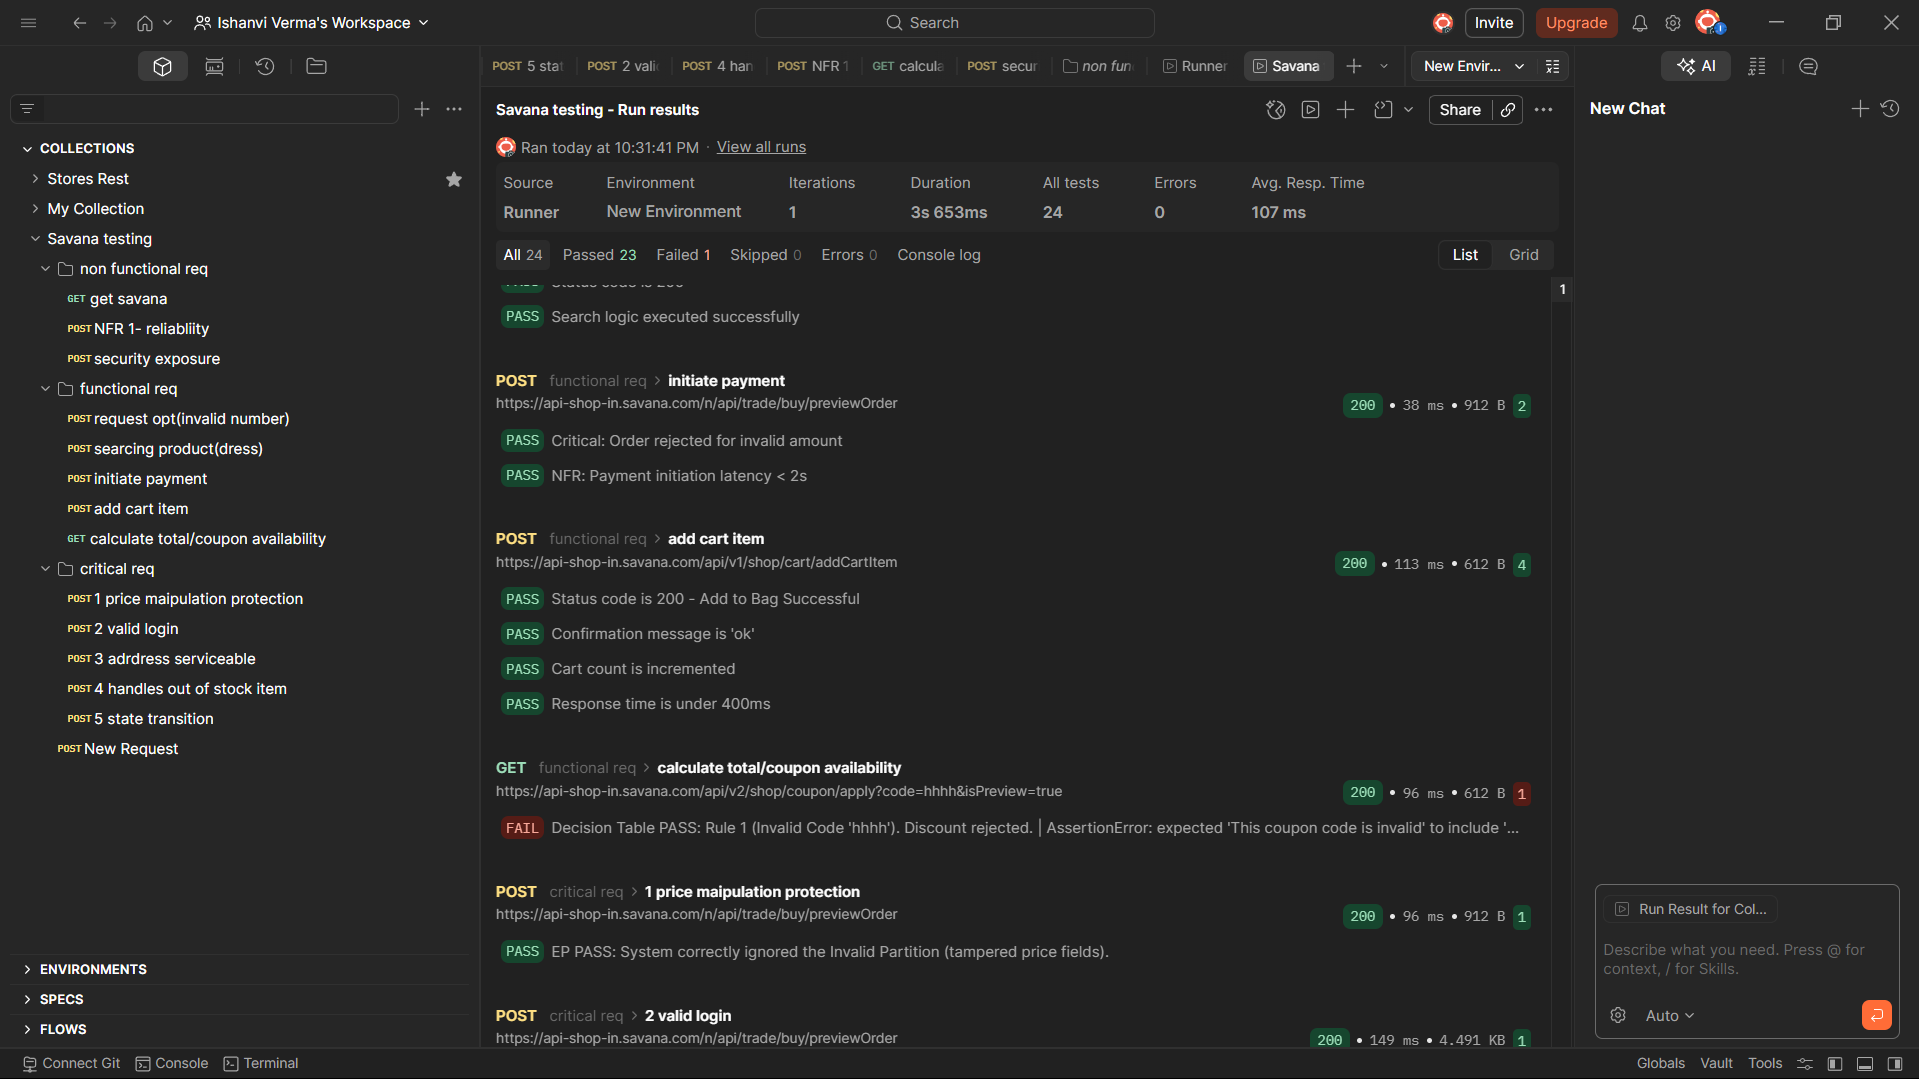 Ishanvi Verma's Workspace
Search
Invite
Upgrade
POST 5 stat
POST 2 vali
POST 4 han
POST NFR 1
GET calcula
POST secur
non fun
Runner
Savana
New Envir...
AI
Savana testing - Run results
Share
New Chat
COLLECTIONS
Ran today at 10:31:41 PM · View all runs
Stores Rest
My Collection
Savana testing
non functional req
GET get savana
POST NFR 1- reliabliity
POST security exposure
functional req
POST request opt(invalid number)
POST searcing product(dress)
POST initiate payment
POST add cart item
GET calculate total/coupon availability
critical req
POST 1 price maipulation protection
POST 2 valid login
POST 3 adrdress serviceable
POST 4 handles out of stock item
POST 5 state transition
POST New Request
ENVIRONMENTS
SPECS
FLOWS
Source Environment Iterations Duration All tests Errors Avg. Resp. Time
Runner New Environment 1 3s 653ms 24 0 107 ms
All 24 Passed 23 Failed 1 Skipped 0 Errors 0 Console log
List Grid
1
Status code is 200
PASS Search logic executed successfully
POST functional req > initiate payment
https://api-shop-in.savana.com/n/api/trade/buy/previewOrder
200 • 38 ms • 912 B 2
PASS Critical: Order rejected for invalid amount
PASS NFR: Payment initiation latency < 2s
POST functional req > add cart item
https://api-shop-in.savana.com/api/v1/shop/cart/addCartItem
200 • 113 ms • 612 B 4
PASS Status code is 200 - Add to Bag Successful
PASS Confirmation message is 'ok'
PASS Cart count is incremented
PASS Response time is under 400ms
GET functional req > calculate total/coupon availability
https://api-shop-in.savana.com/api/v2/shop/coupon/apply?code=hhhh&isPreview=true
200 • 96 ms • 612 B 1
FAIL Decision Table PASS: Rule 1 (Invalid Code 'hhhh'). Discount rejected. | AssertionError: expected 'This coupon code is invalid' to include '...
POST critical req > 1 price maipulation protection
https://api-shop-in.savana.com/n/api/trade/buy/previewOrder
200 • 96 ms • 912 B 1
PASS EP PASS: System correctly ignored the Invalid Partition (tampered price fields).
POST critical req > 2 valid login
https://api-shop-in.savana.com/n/api/trade/buy/previewOrder
200 • 149 ms • 4.491 KB 1
Run Result for Col...
Describe what you need. Press @ for
context, / for Skills.
Auto
Connect Git
Console
Terminal
Globals
Vault
Tools